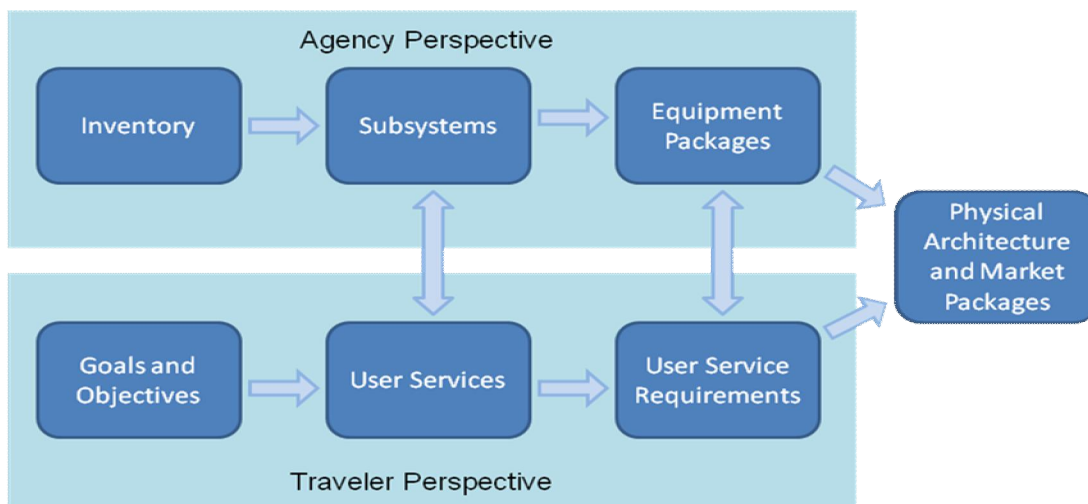 Agency Perspective
Inventory
Subsystems
Equipment
Packages
Physical
Architecture
and Market
Packages
Goals and
Objectives
User Services
User Service
Requirements
Traveler Perspective